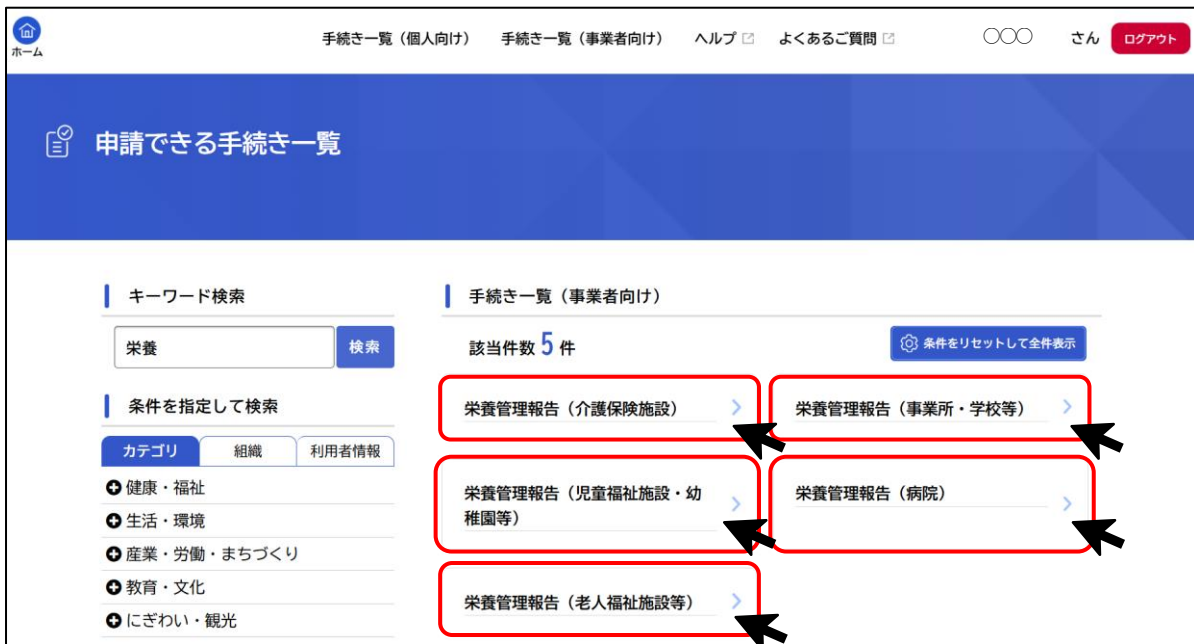 ホーム
手続き一覧（個人向け）
手続き一覧（事業者向け）
ヘルプ
よくあるご質問
〇〇〇 さん
ログアウト
申請できる手続き一覧
キーワード検索
栄養
検索
条件を指定して検索
カテゴリ
組織
利用者情報
健康・福祉
生活・環境
産業・労働・まちづくり
教育・文化
にぎわい・観光
手続き一覧（事業者向け）
該当件数 5 件
条件をリセットして全件表示
栄養管理報告（介護保険施設）
栄養管理報告（事業所・学校等）
栄養管理報告（児童福祉施設・幼
稚園等）
栄養管理報告（病院）
栄養管理報告（老人福祉施設等）